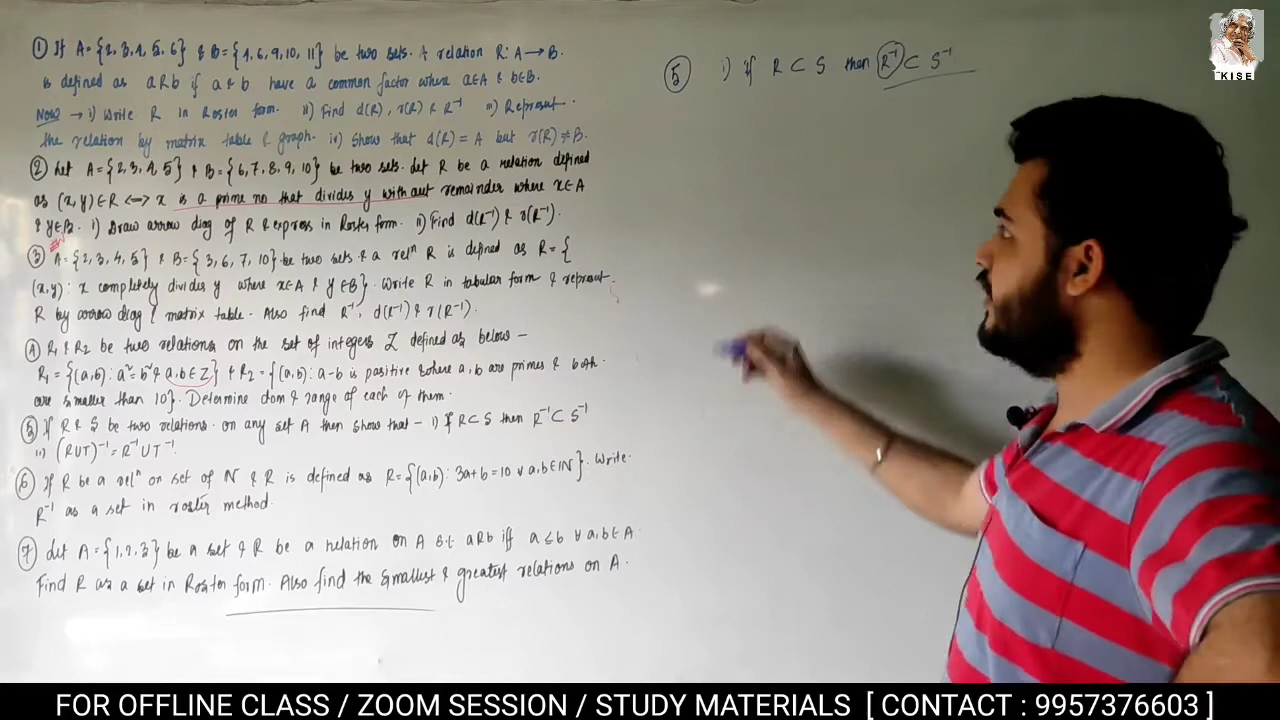 ① If A = {2, 3, 4, 5, 6} & B = {4, 6, 9, 10, 11} be two sets. A relation R: A → B.
is defined as aRb if a & b have a common factor where a∈A & b∈B.
Now → i) Write R in Roster form. ii) Find d(R), r(R) & R⁻¹ iii) Represent
the relation by matrix table & graph. iv) Show that d(R) = A but r(R) ≠ B.
② Let A = {2, 3, 4, 5} & B = {6, 7, 8, 9, 10} be two sets. Let R be a relation defined
as (x, y) ∈ R <-> x is a prime no that divides y without remainder where x∈A
& y∈B. i) Draw arrow diag of R & express in Roster form. ii) Find d(R⁻¹) & r(R⁻¹).
③ A = {2, 3, 4, 5} & B = {3, 6, 7, 10} be two sets & a relⁿ R is defined as R = {
(x, y) : x completely divides y where x∈A & y∈B}. Write R in tabular form & represent
R by arrow diag & matrix table. Also find R⁻¹, d(R⁻¹) & r(R⁻¹).
④ R₁ & R₂ be two relations on the set of integers Z defined as below –
R₁ = {(a, b) : a² = b² & a, b ∈ Z} & R₂ = {(a, b) : a-b is positive where a, b are primes & both
are smaller than 10}. Determine dom & range of each of them.
⑤ If R & S be two relations on any set A then show that – i) If R⊂S then R⁻¹⊂S⁻¹
ii) (RUT)⁻¹ = R⁻¹UT⁻¹.
⑥ If R be a relⁿ on set of N & R is defined as R = {(a, b) : 3a+b = 10 ∀ a, b∈N}. Write
R⁻¹ as a set in roster method.
⑦ Let A = {1, 2, 3} be a set & R be a relation on A s.t aRb iff a ≤ b ∀ a, b ∈ A.
Find R as a set in Roster form. Also find the smallest & greatest relations on A.
⑤ i) if R ⊂ S then R⁻¹ ⊂ S⁻¹
KISE
FOR OFFLINE CLASS / ZOOM SESSION / STUDY MATERIALS [ CONTACT : 9957376603 ]